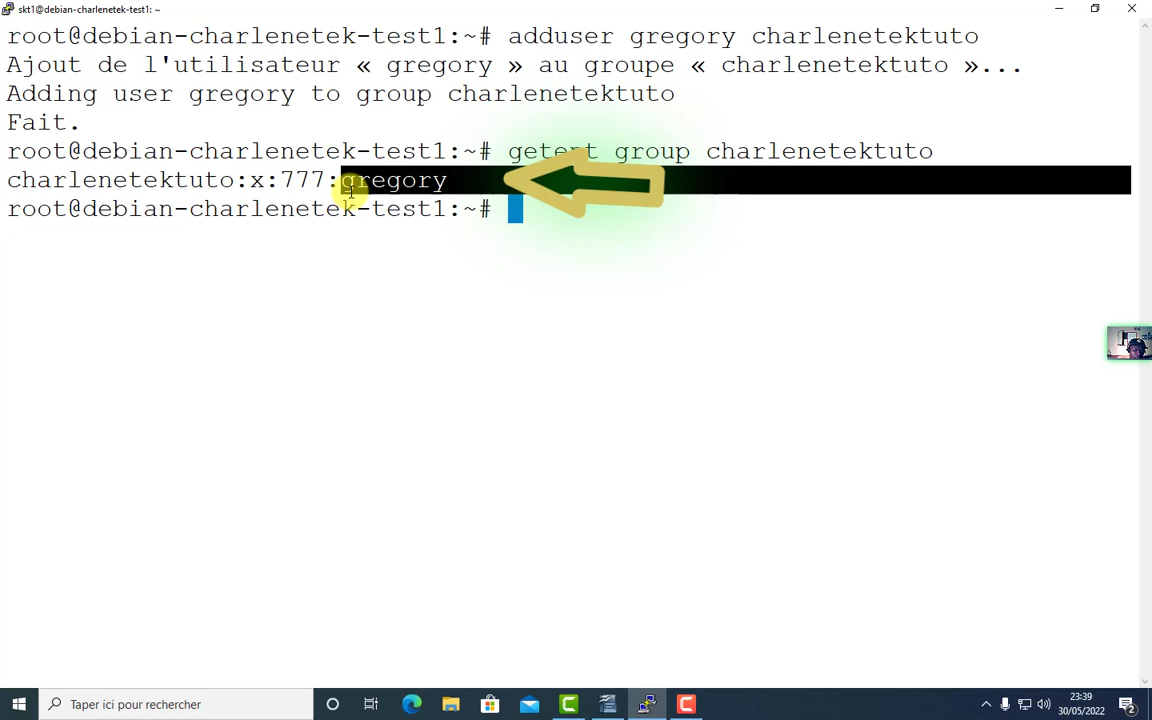 skt1@debian-charlenetek-test1: ~
root@debian-charlenetek-test1:~# adduser gregory charlenetektuto
Ajout de l'utilisateur « gregory » au groupe « charlenetektuto »...
Adding user gregory to group charlenetektuto
Fait.
root@debian-charlenetek-test1:~# getent group charlenetektuto
charlenetektuto:x:777:gregory
root@debian-charlenetek-test1:~#
Taper ici pour rechercher
23:39
30/05/2022
2